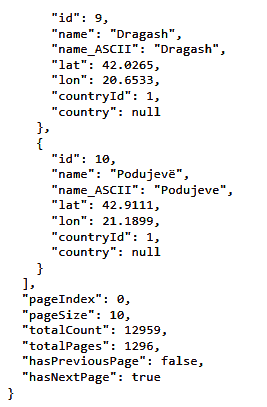 "id": 9,
"name": "Dragash",
"name_ASCII": "Dragash",
"lat": 42.0265,
"lon": 20.6533,
"countryId": 1,
"country": null
},
{
"id": 10,
"name": "Podujevë",
"name_ASCII": "Podujeve",
"lat": 42.9111,
"lon": 21.1899,
"countryId": 1,
"country": null
}
],
"pageIndex": 0,
"pageSize": 10,
"totalCount": 12959,
"totalPages": 1296,
"hasPreviousPage": false,
"hasNextPage": true
}